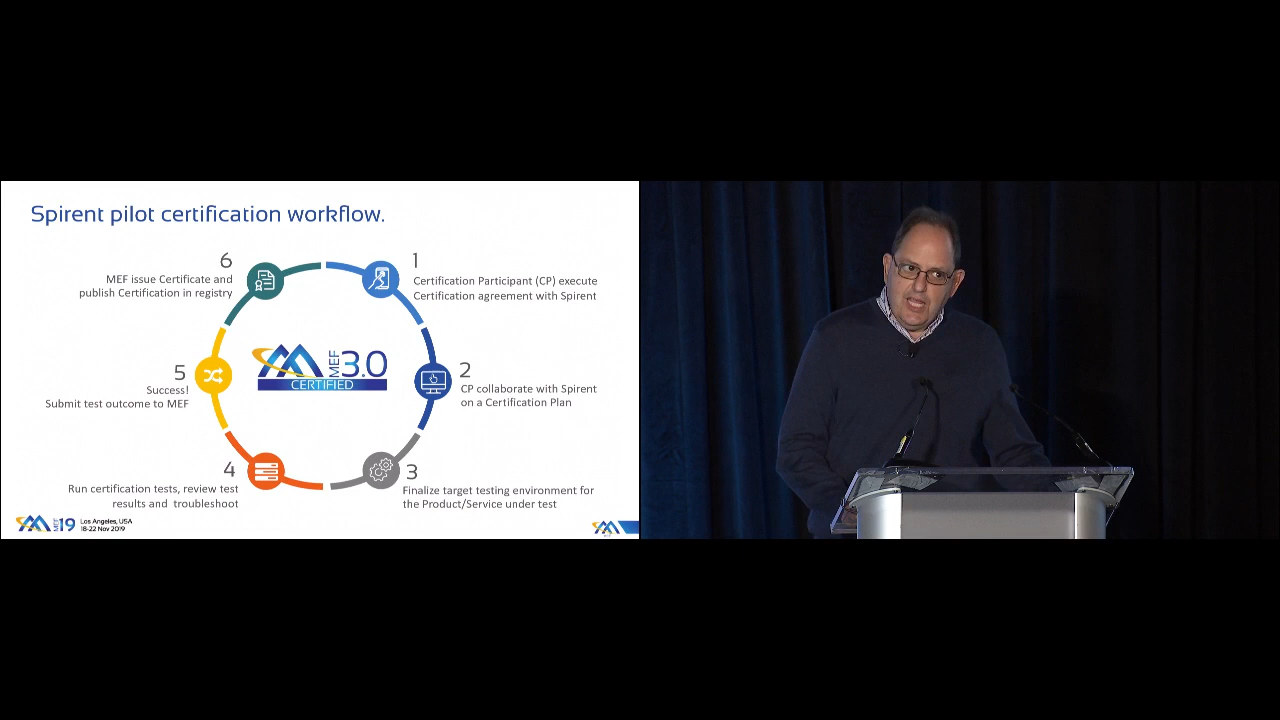 Spirent pilot certification workflow.
6
MEF issue Certificate and
publish Certification in registry
1
Certification Participant (CP) execute
Certification agreement with Spirent
5
Success!
Submit test outcome to MEF
MEF 3.0
CERTIFIED
2
CP collaborate with Spirent
on a Certification Plan
4
Run certification tests, review test
results and troubleshoot
3
Finalize target testing environment for
the Product/Service under test
MEF 19
Los Angeles, USA
18-22 Nov 2019